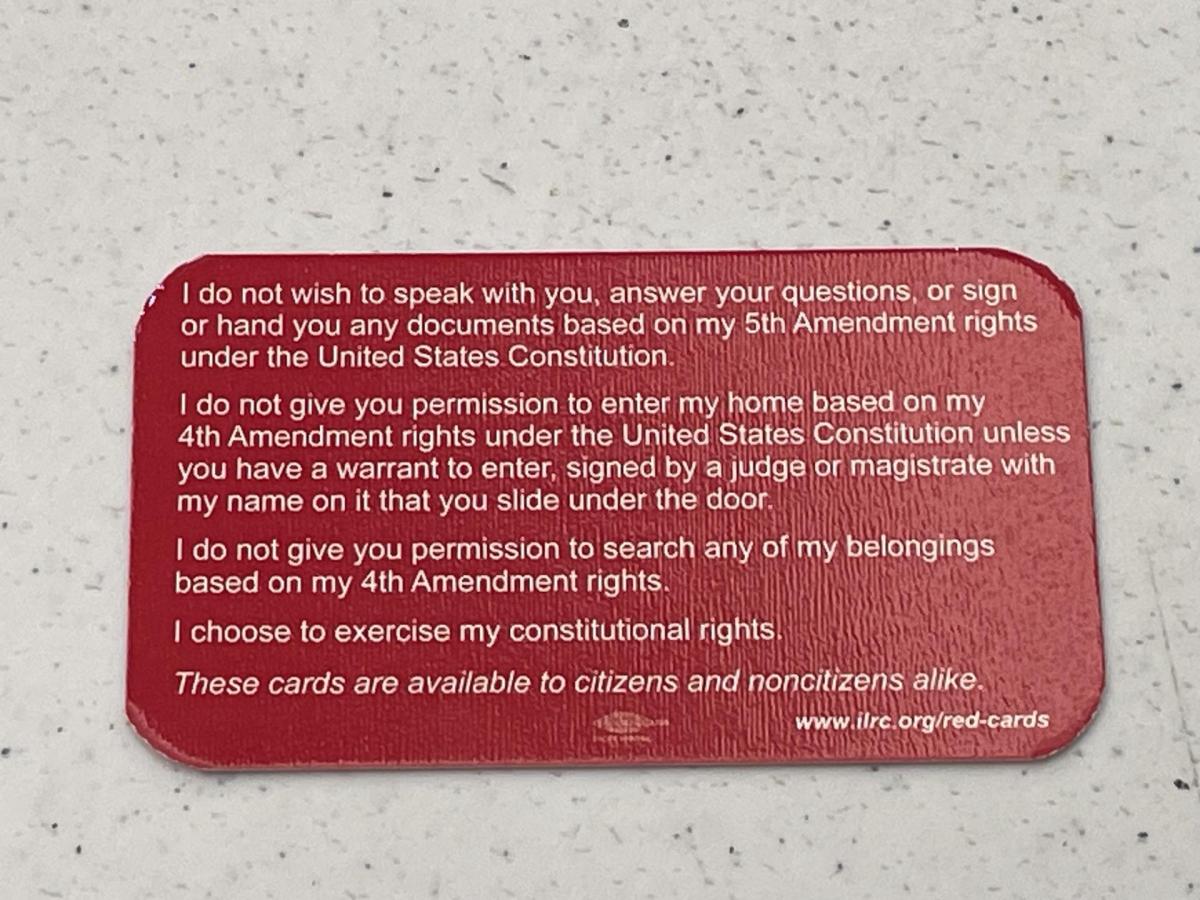 I do not wish to speak with you, answer your questions, or sign
or hand you any documents based on my 5th Amendment rights
under the United States Constitution.
I do not give you permission to enter my home based on my
4th Amendment rights under the United States Constitution unless
you have a warrant to enter, signed by a judge or magistrate with
my name on it that you slide under the door.
I do not give you permission to search any of my belongings
based on my 4th Amendment rights.
I choose to exercise my constitutional rights.
These cards are available to citizens and noncitizens alike.
www.ilrc.org/red-cards